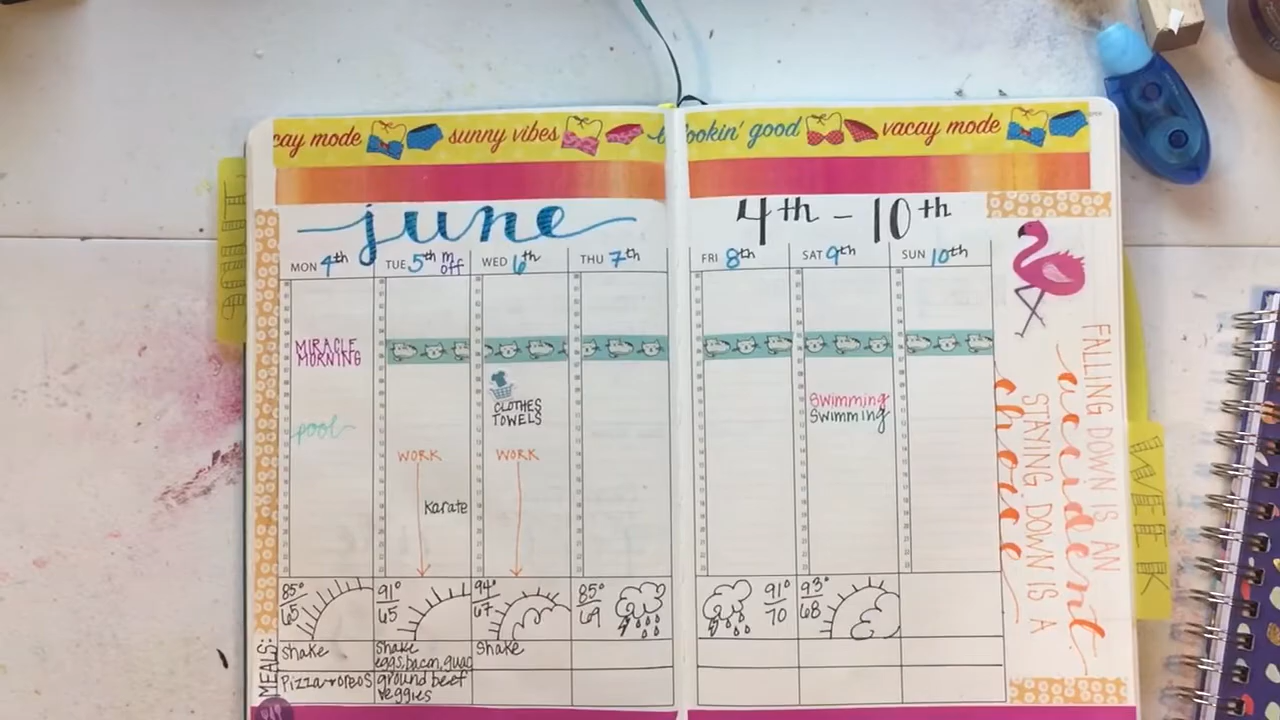 cay mode sunny vibes lookin' good vacay mode
june 4th - 10th
MON 4th TUE 5th m off WED 6th THU 7th FRI 8th SAT 9th SUN 10th
MIRACLE
MORNING
CLOTHES
TOWELS
Swimming
Swimming
pool
WORK WORK
Karate
85° 91° 94° 85° 91° 93°
65 65 67 69 70 68
MEALS:
Shake Shake Shake
eggs, bacon, guac
Pizza + oreos ground beef
veggies
FALLING DOWN IS AN
accident
STAYING DOWN IS A
choice
WEEK